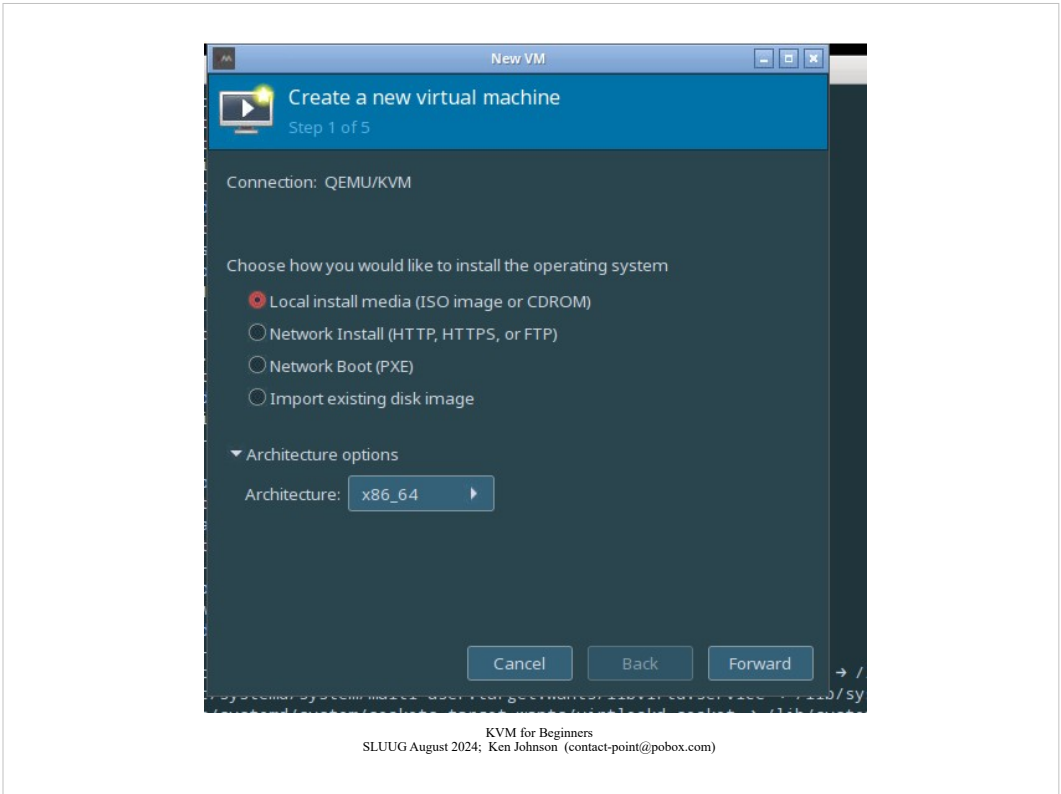 New VM
Create a new virtual machine
Step 1 of 5
Connection: QEMU/KVM
Choose how you would like to install the operating system
Local install media (ISO image or CDROM)
Network Install (HTTP, HTTPS, or FTP)
Network Boot (PXE)
Import existing disk image
Architecture options
Architecture: x86_64
Cancel Back Forward
→ /
KVM for Beginners
SLUUG August 2024; Ken Johnson (contact-point@pobox.com)